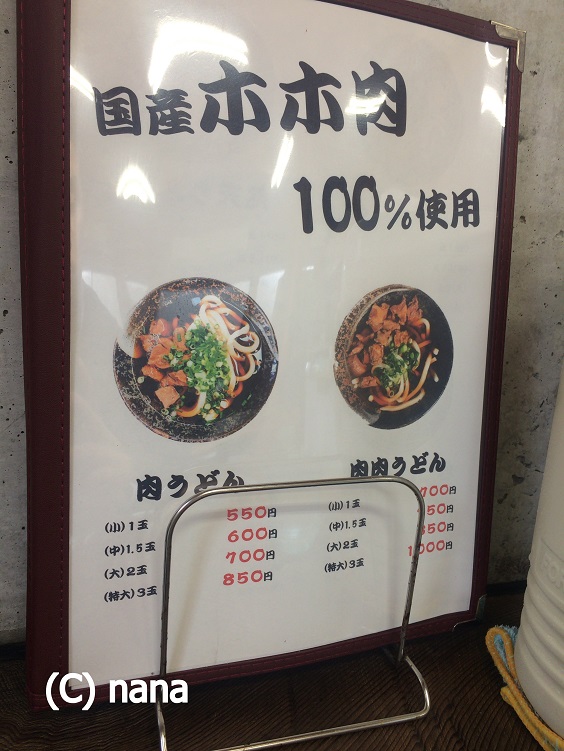 国産ホホ肉
100%使用
肉うどん
(小)1玉 550円
(中)1.5玉 600円
(大)2玉 700円
(特大)3玉 850円
肉肉うどん
(小)1玉 700円
(中)1.5玉
(大)2玉
(特大)3玉 1000円
(C) nana